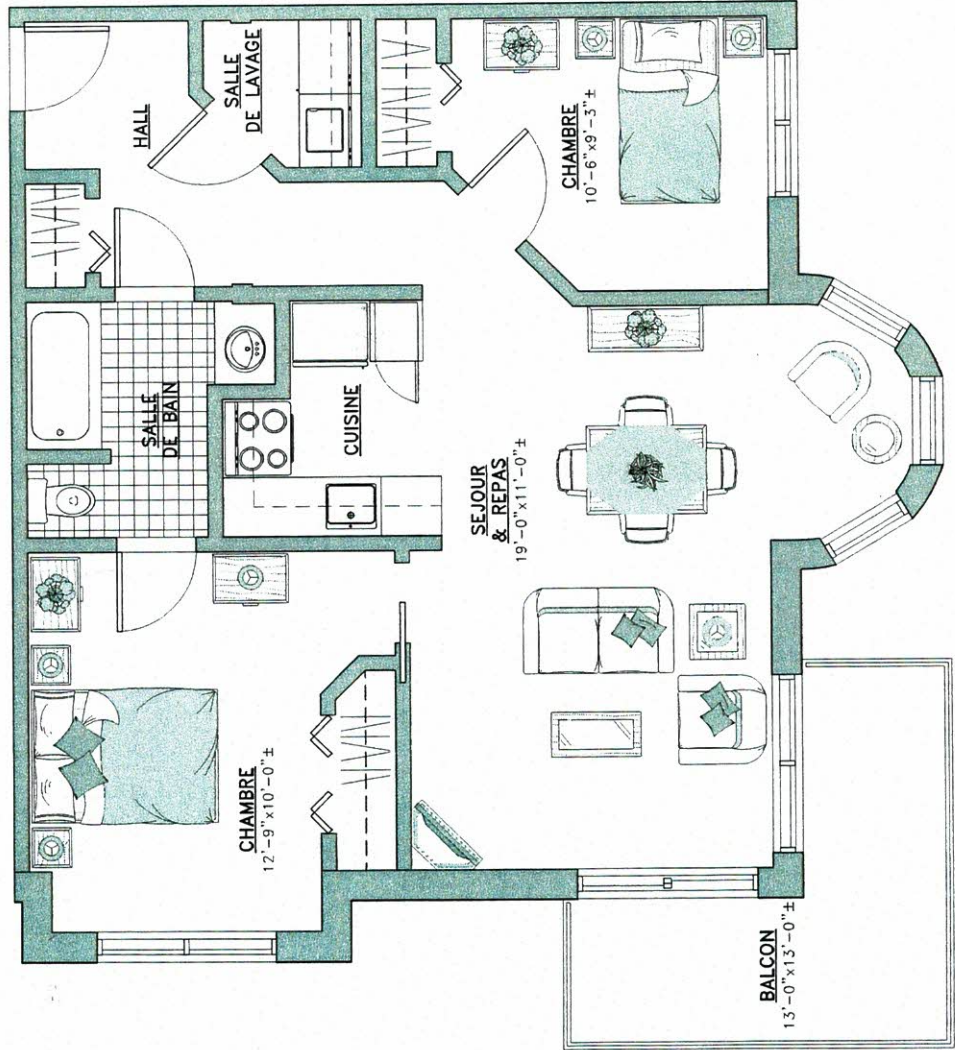 HALL
SALLE
DE LAVAGE
CHAMBRE
10'-6"x9'-3"±
SALLE
DE BAIN
CUISINE
SEJOUR
& REPAS
19'-0"x11'-0"±
CHAMBRE
12'-9"x10'-0"±
BALCON
13'-0"x13'-0"±